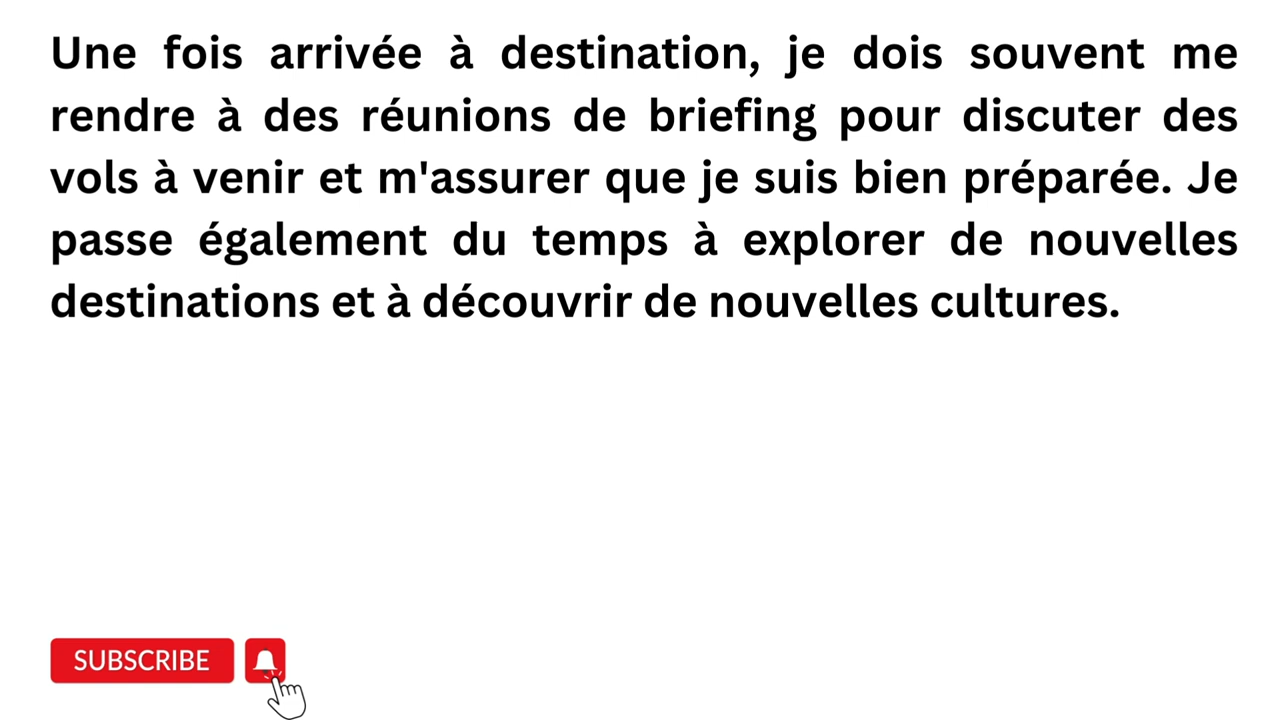 Une fois arrivée à destination, je dois souvent me
rendre à des réunions de briefing pour discuter des
vols à venir et m'assurer que je suis bien préparée. Je
passe également du temps à explorer de nouvelles
destinations et à découvrir de nouvelles cultures.
SUBSCRIBE